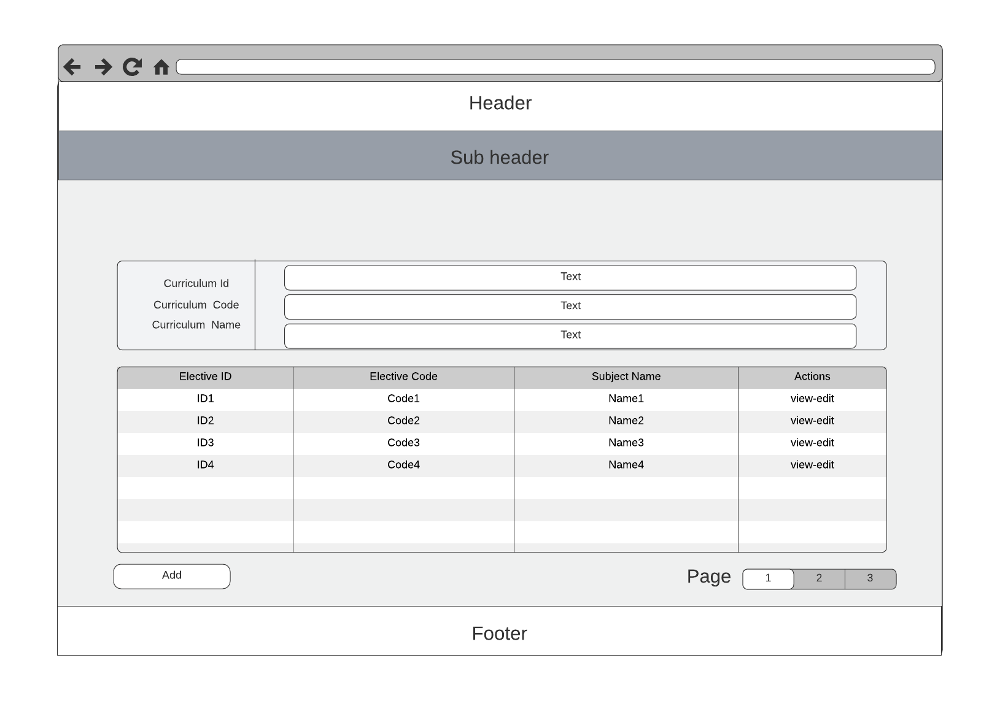 Header
Sub header
Curriculum Id
Text
Curriculum  Code
Text
Curriculum  Name
Text
Elective ID Elective Code Subject Name Actions
ID1 Code1 Name1 view-edit
ID2 Code2 Name2 view-edit
ID3 Code3 Name3 view-edit
ID4 Code4 Name4 view-edit
Add
Page 1 2 3
Footer